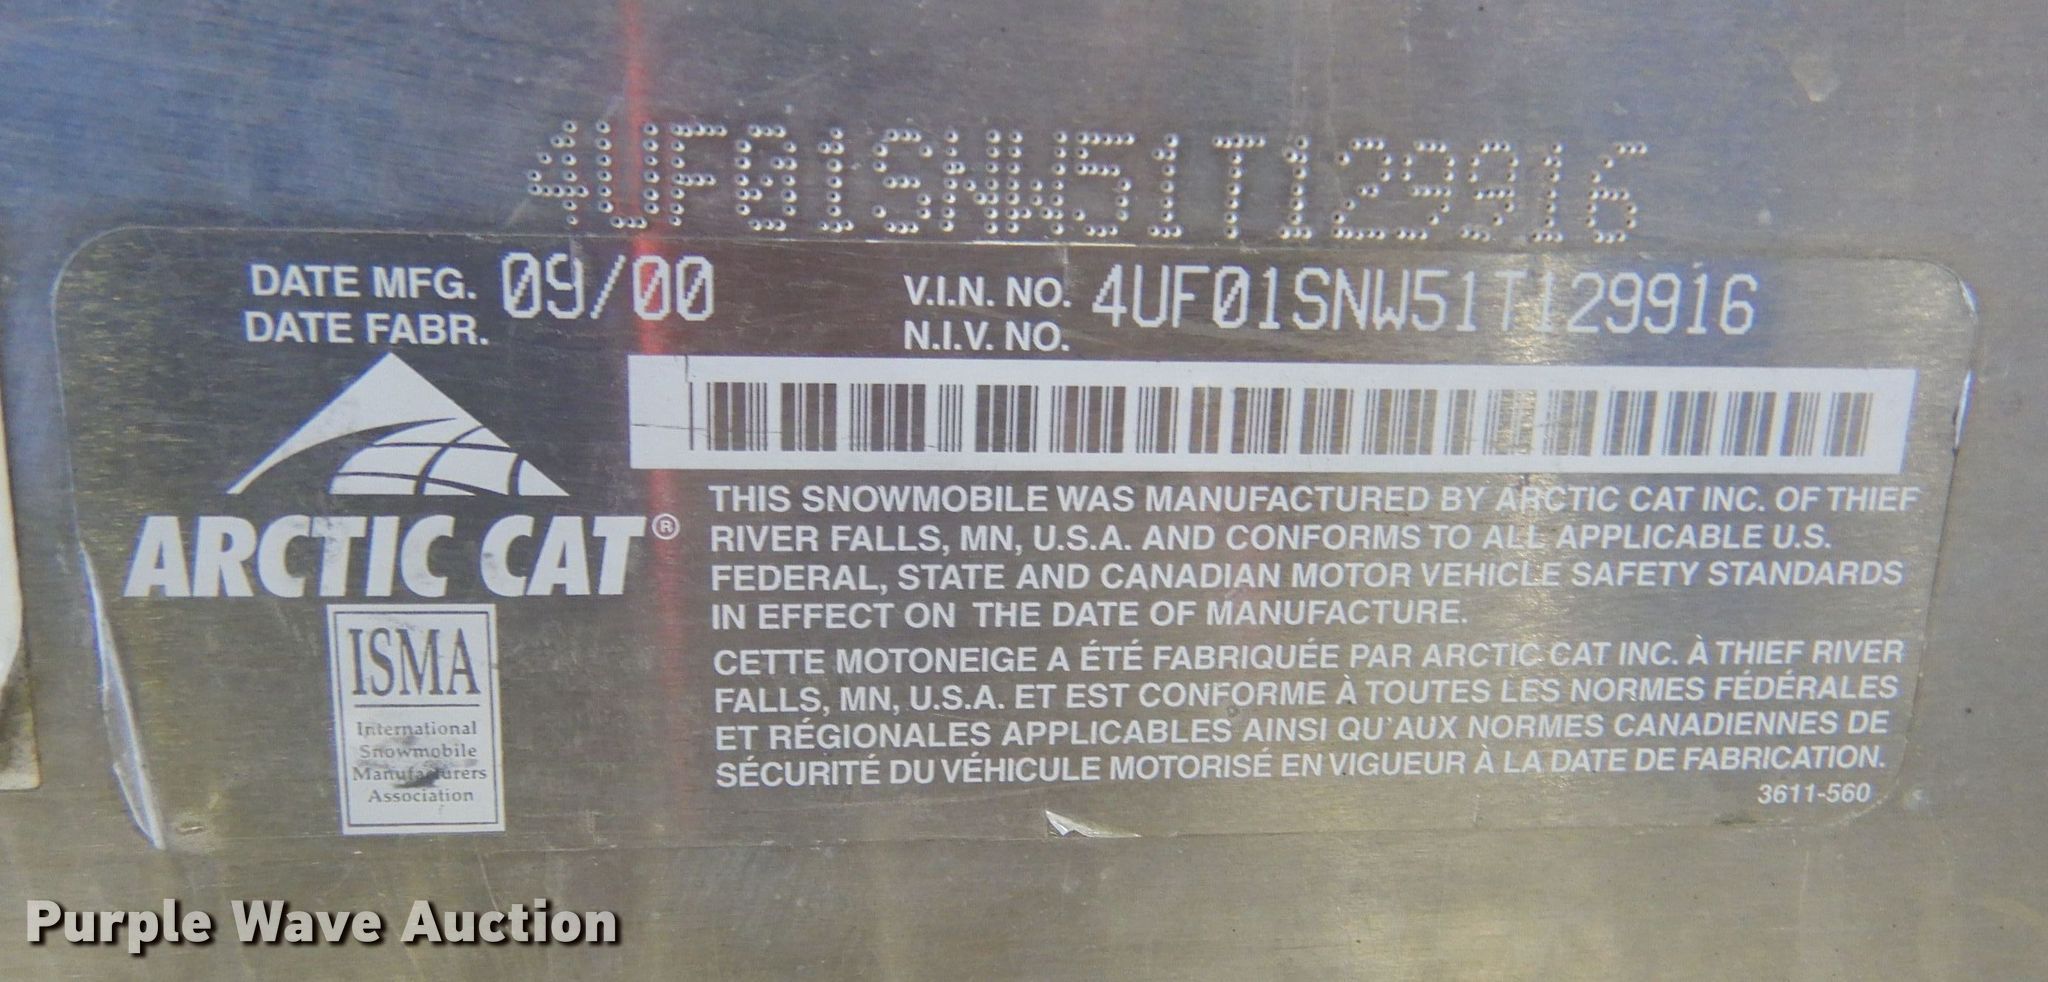 4UF01SNW51T129916
DATE MFG. 09/00
DATE FABR.
V.I.N. NO. 4UF01SNW51T129916
N.I.V. NO.
ARCTIC CAT®
ISMA
International
Snowmobile
Manufacturers
Association
THIS SNOWMOBILE WAS MANUFACTURED BY ARCTIC CAT INC. OF THIEF
RIVER FALLS, MN, U.S.A. AND CONFORMS TO ALL APPLICABLE U.S.
FEDERAL, STATE AND CANADIAN MOTOR VEHICLE SAFETY STANDARDS
IN EFFECT ON THE DATE OF MANUFACTURE.
CETTE MOTONEIGE A ÉTÉ FABRIQUÉE PAR ARCTIC CAT INC. À THIEF RIVER
FALLS, MN, U.S.A. ET EST CONFORME À TOUTES LES NORMES FÉDÉRALES
ET RÉGIONALES APPLICABLES AINSI QU'AUX NORMES CANADIENNES DE
SÉCURITÉ DU VÉHICULE MOTORISÉ EN VIGUEUR À LA DATE DE FABRICATION.
3611-560
Purple Wave Auction